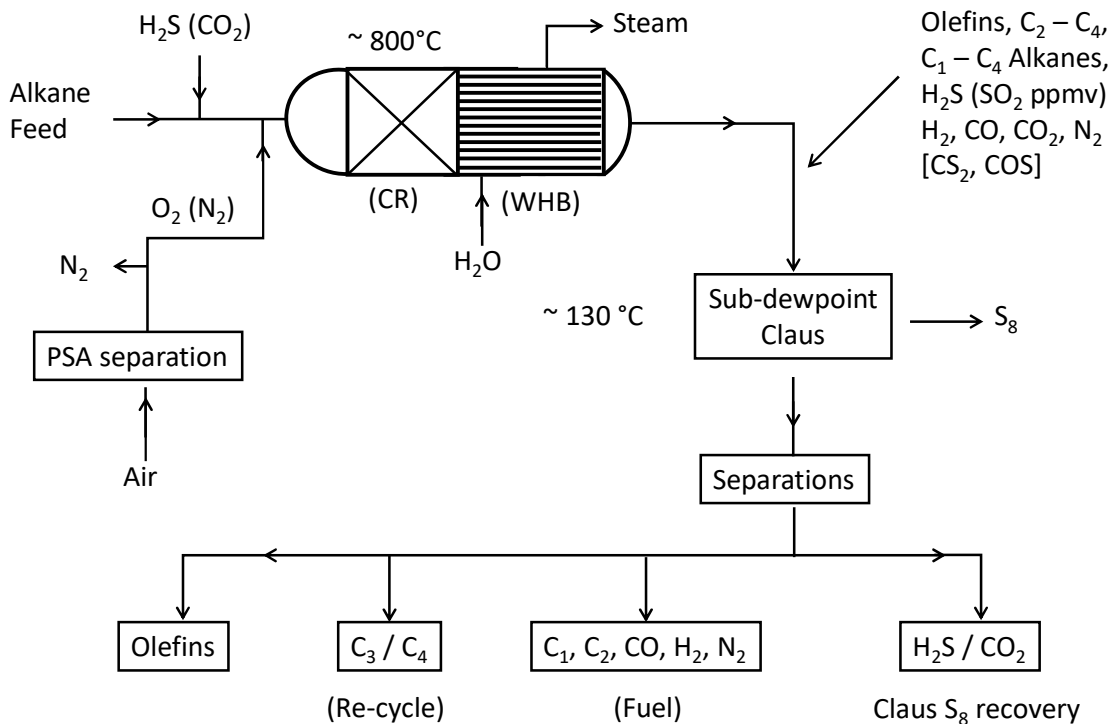 H₂S (CO₂)
~ 800°C
Steam
Olefins, C₂ – C₄,
C₁ – C₄ Alkanes,
H₂S (SO₂ ppmv)
H₂, CO, CO₂, N₂
[CS₂, COS]
Alkane
Feed
(CR)
(WHB)
O₂ (N₂)
H₂O
N₂
~ 130 °C
Sub-dewpoint
Claus
S₈
PSA separation
Air
Separations
Olefins
C₃ / C₄
C₁, C₂, CO, H₂, N₂
H₂S / CO₂
(Re-cycle)
(Fuel)
Claus S₈ recovery